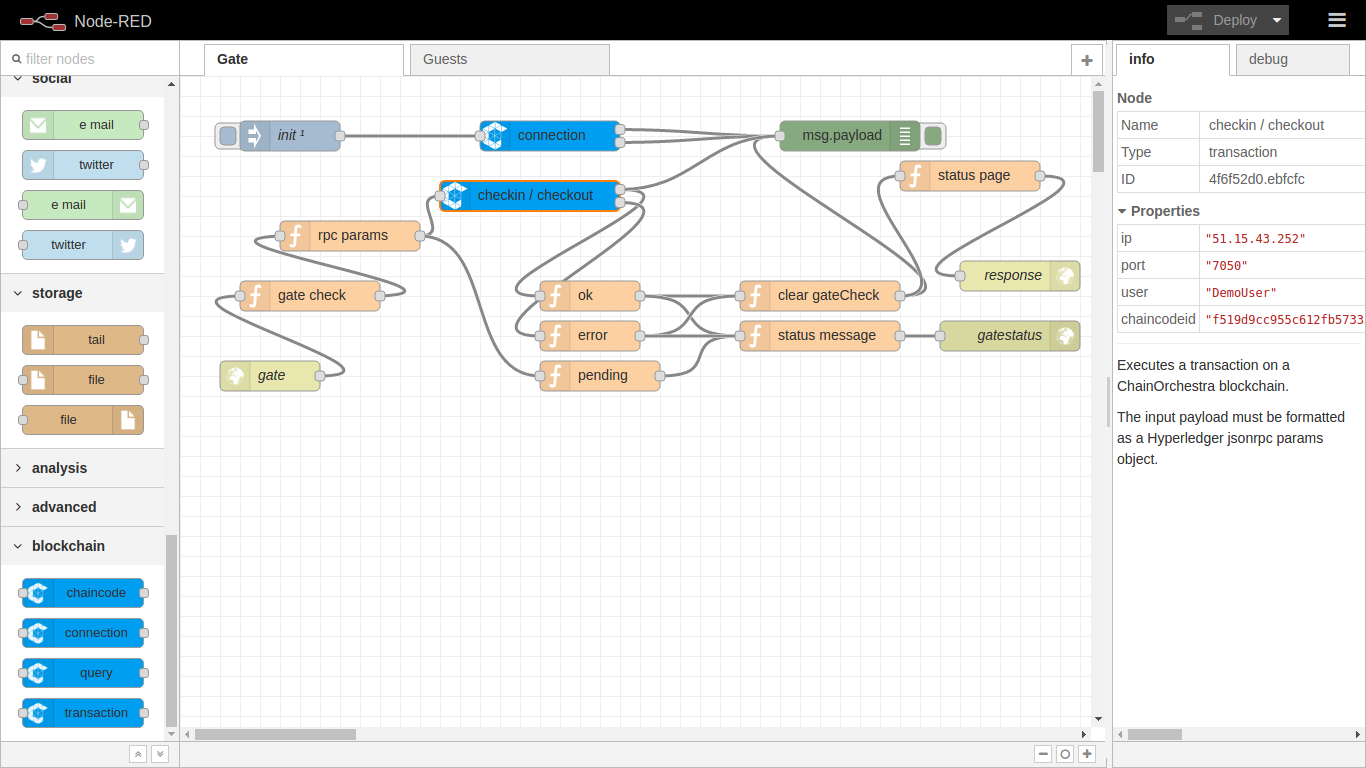 Node-RED
Deploy
filter nodes
social
e mail
twitter
e mail
twitter
storage
tail
file
file
analysis
advanced
blockchain
chaincode
connection
query
transaction
Gate
Guests
init ¹
connection
msg.payload
status page
checkin / checkout
rpc params
response
gate check
ok
clear gateCheck
error
status message
gatestatus
gate
pending
info
debug
Node
Name checkin / checkout
Type transaction
ID 4f6f52d0.ebfcfc
Properties
ip "51.15.43.252"
port "7050"
user "DemoUser"
chaincodeid "f519d9cc955c612fb5733
Executes a transaction on a
ChainOrchestra blockchain.
The input payload must be formatted
as a Hyperledger jsonrpc params
object.